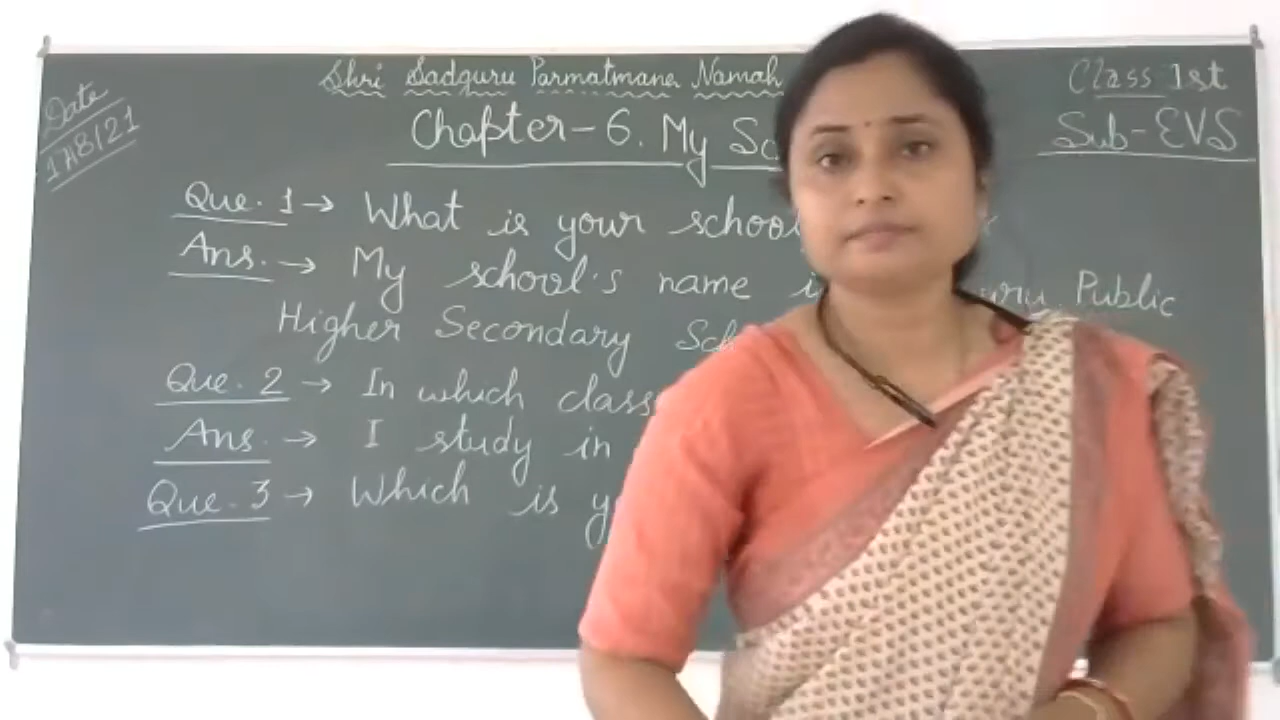 Shri Sadguru Parmatmane Namah
Class 1st
Date
17/8/21
Chapter-6. My Sc
Sub-EVS
Que. 1→ What is your school
Ans. → My school's name i Public
Higher Secondary Sch
Que. 2 → In which class
Ans. → I study in
Que. 3 → Which is y